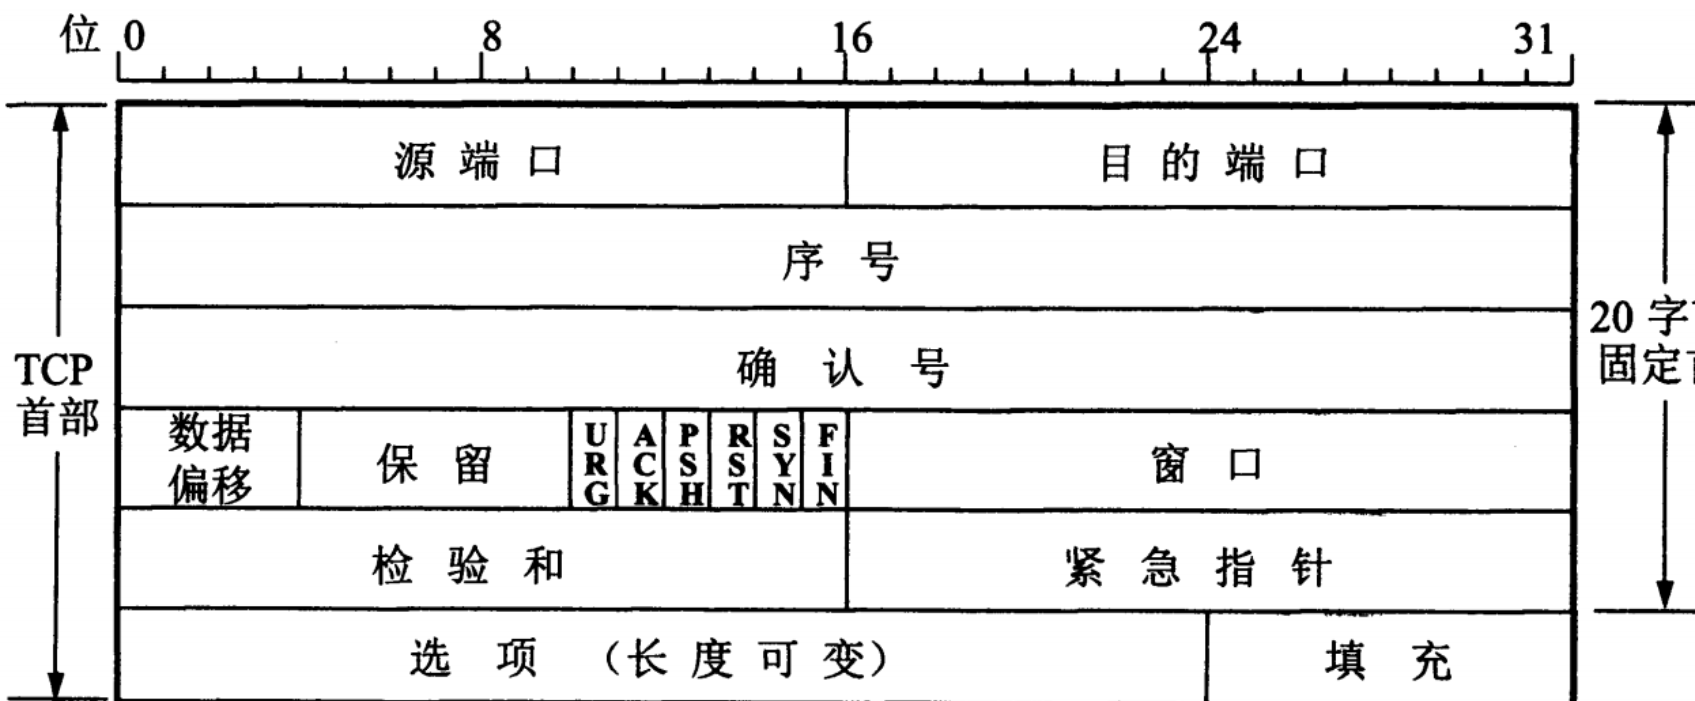 位 0 8 16 24 31
源端口 目的端口
序号
确认号
TCP
首部
20 字
固定
数据
偏移
保留
URG
ACK
PSH
RST
SYN
FIN
窗口
检验和 紧急指针
选项（长度可变） 填充